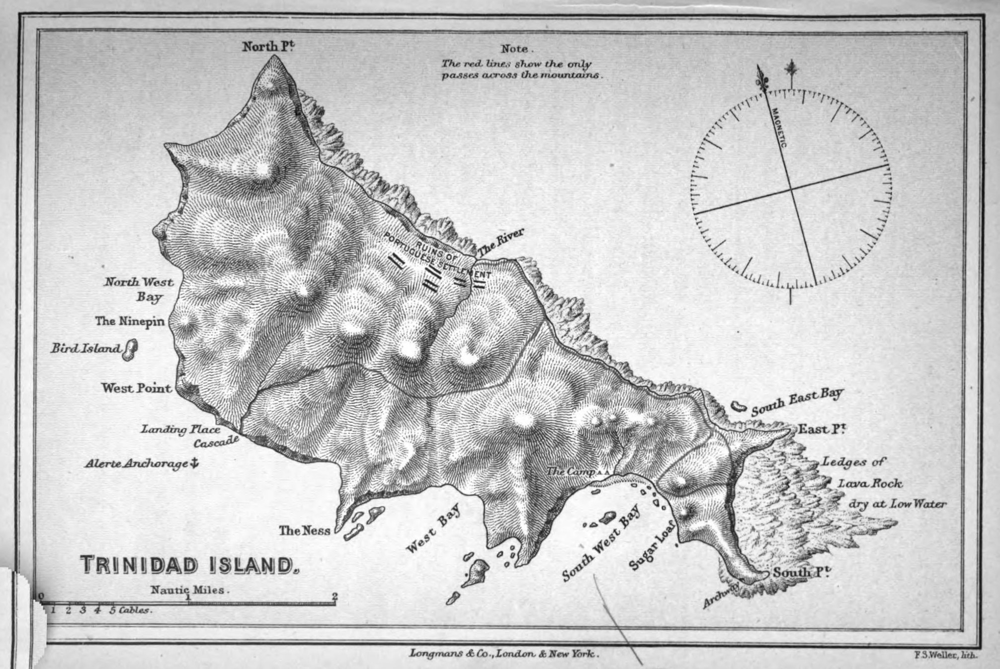 North Pt.
Note.
The red lines show the only
passes across the mountains.
MAGNETIC
The River
RUINS OF
PORTUGUESE SETTLEMENT
North West
Bay
The Ninepin
Bird Island
West Point
South East Bay
East Pt.
Landing Place
Cascade
Alerte Anchorage
The Camp
Ledges of
Lava Rock
dry at Low Water
The Ness
West Bay
South West Bay
Sugar Loaf
South Pt.
Archway
TRINIDAD ISLAND.
Nautic Miles.
0 1 2
1 2 3 4 5 Cables.
Longmans & Co., London & New York.
F.S. Weller, lith.